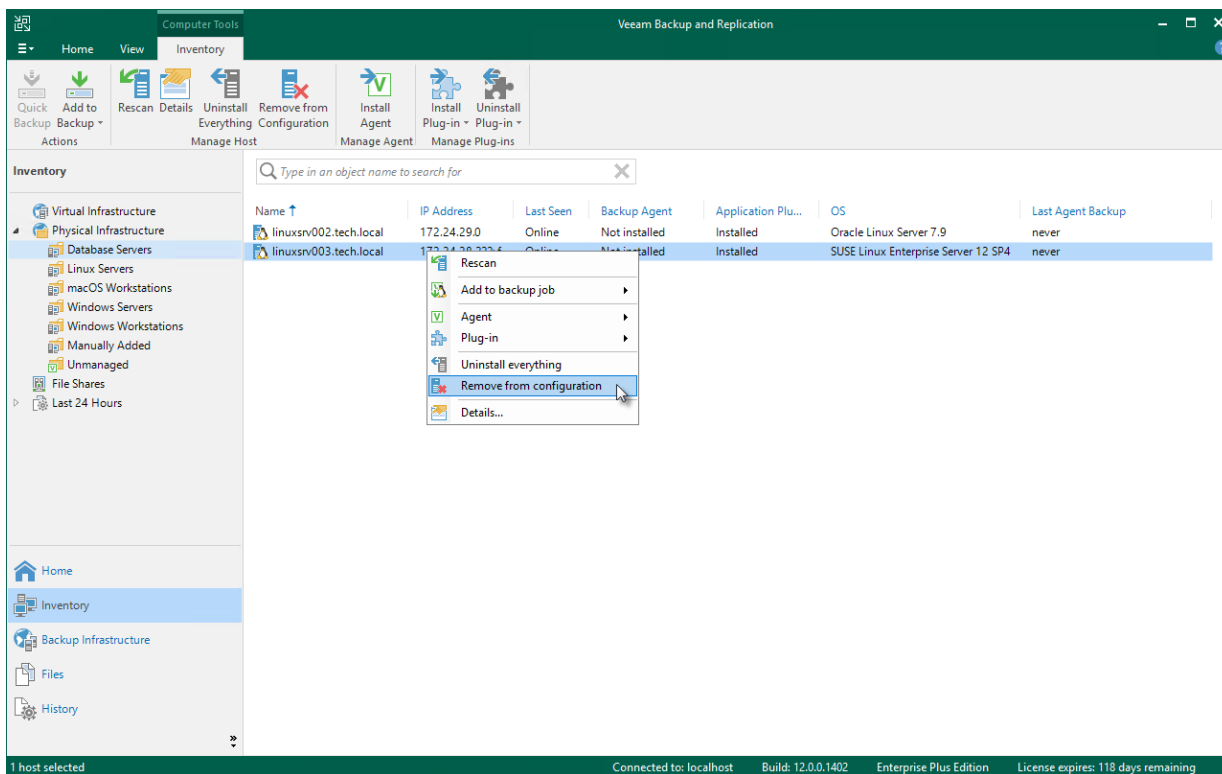 Computer Tools
Veeam Backup and Replication
Home View Inventory
Quick Backup
Add to Backup
Rescan
Details
Uninstall Everything
Remove from Configuration
Install Agent
Install Plug-in
Uninstall Plug-in
Actions
Manage Host
Manage Agent
Manage Plug-ins
Inventory
Type in an object name to search for
Virtual Infrastructure
Physical Infrastructure
Database Servers
Linux Servers
macOS Workstations
Windows Servers
Windows Workstations
Manually Added
Unmanaged
File Shares
Last 24 Hours
Name IP Address Last Seen Backup Agent Application Plu... OS Last Agent Backup
linuxsrv002.tech.local 172.24.29.0 Online Not installed Installed Oracle Linux Server 7.9 never
linuxsrv003.tech.local Online Not installed Installed SUSE Linux Enterprise Server 12 SP4 never
Rescan
Add to backup job
Agent
Plug-in
Uninstall everything
Remove from configuration
Details...
Home
Inventory
Backup Infrastructure
Files
History
1 host selected
Connected to: localhost Build: 12.0.0.1402 Enterprise Plus Edition License expires: 118 days remaining